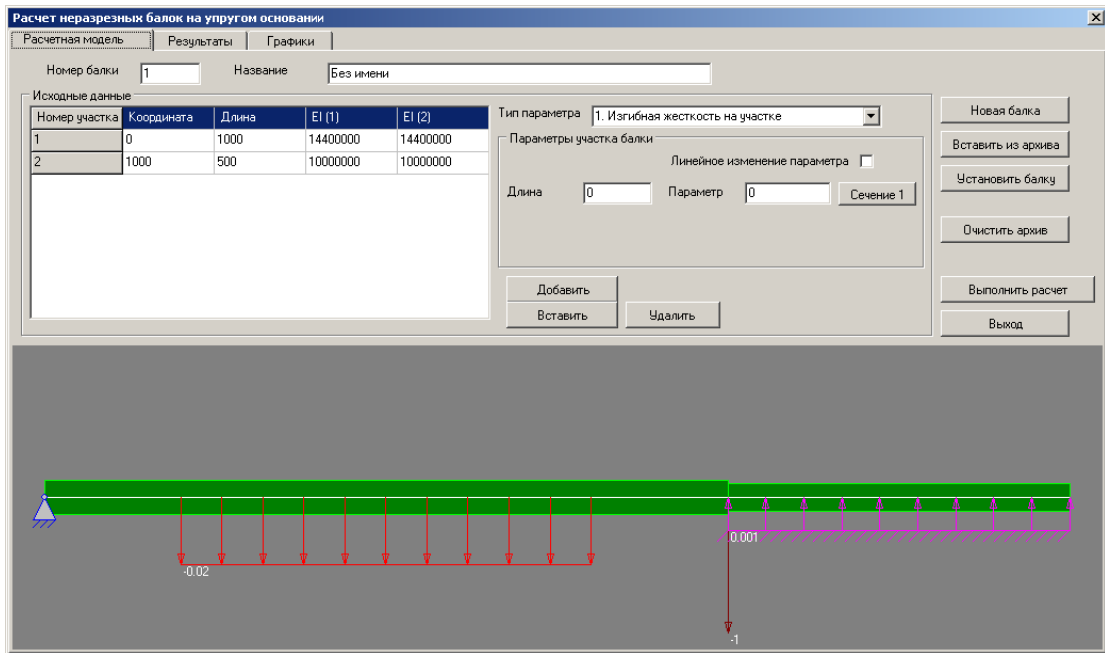 Расчет неразрезных балок на упругом основании
Расчетная модель Результаты Графики
Номер балки 1 Название Без имени
Исходные данные
Номер участка Координата Длина EI (1) EI (2)
1 0 1000 14400000 14400000
2 1000 500 10000000 10000000
Тип параметра 1. Изгибная жесткость на участке
Параметры участка балки
Линейное изменение параметра
Длина 0 Параметр 0 Сечение 1
Добавить
Вставить Удалить
Новая балка
Вставить из архива
Установить балку
Очистить архив
Выполнить расчет
Выход
0.001
-0.02
-1